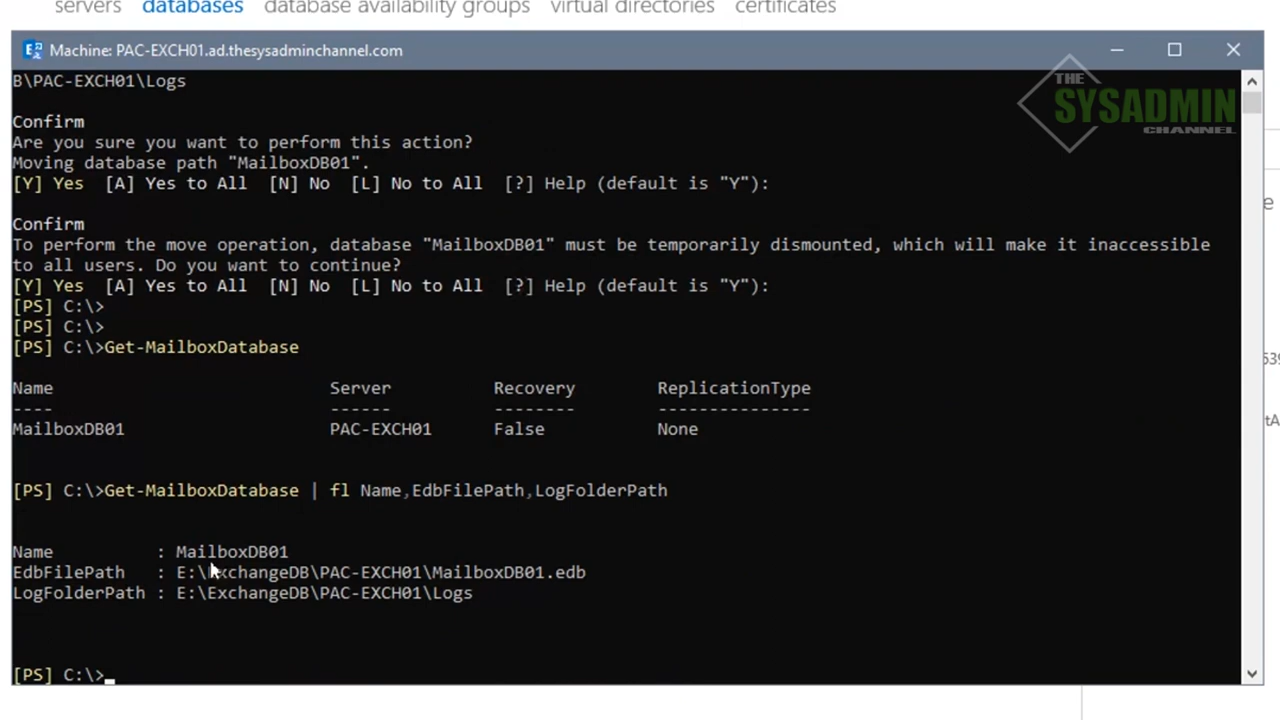 servers databases database availability groups virtual directories certificates
Machine: PAC-EXCH01.ad.thesysadminchannel.com
THE
SYSADMIN
CHANNEL
B\PAC-EXCH01\Logs
Confirm
Are you sure you want to perform this action?
Moving database path "MailboxDB01".
[Y] Yes  [A] Yes to All  [N] No  [L] No to All  [?] Help (default is "Y"):
Confirm
To perform the move operation, database "MailboxDB01" must be temporarily dismounted, which will make it inaccessible
to all users. Do you want to continue?
[Y] Yes  [A] Yes to All  [N] No  [L] No to All  [?] Help (default is "Y"):
[PS] C:\>
[PS] C:\>
[PS] C:\>Get-MailboxDatabase
Name Server Recovery ReplicationType
---- ------ -------- ---------------
MailboxDB01 PAC-EXCH01 False None
[PS] C:\>Get-MailboxDatabase | fl Name,EdbFilePath,LogFolderPath
Name : MailboxDB01
EdbFilePath : E:\ExchangeDB\PAC-EXCH01\MailboxDB01.edb
LogFolderPath : E:\ExchangeDB\PAC-EXCH01\Logs
[PS] C:\>